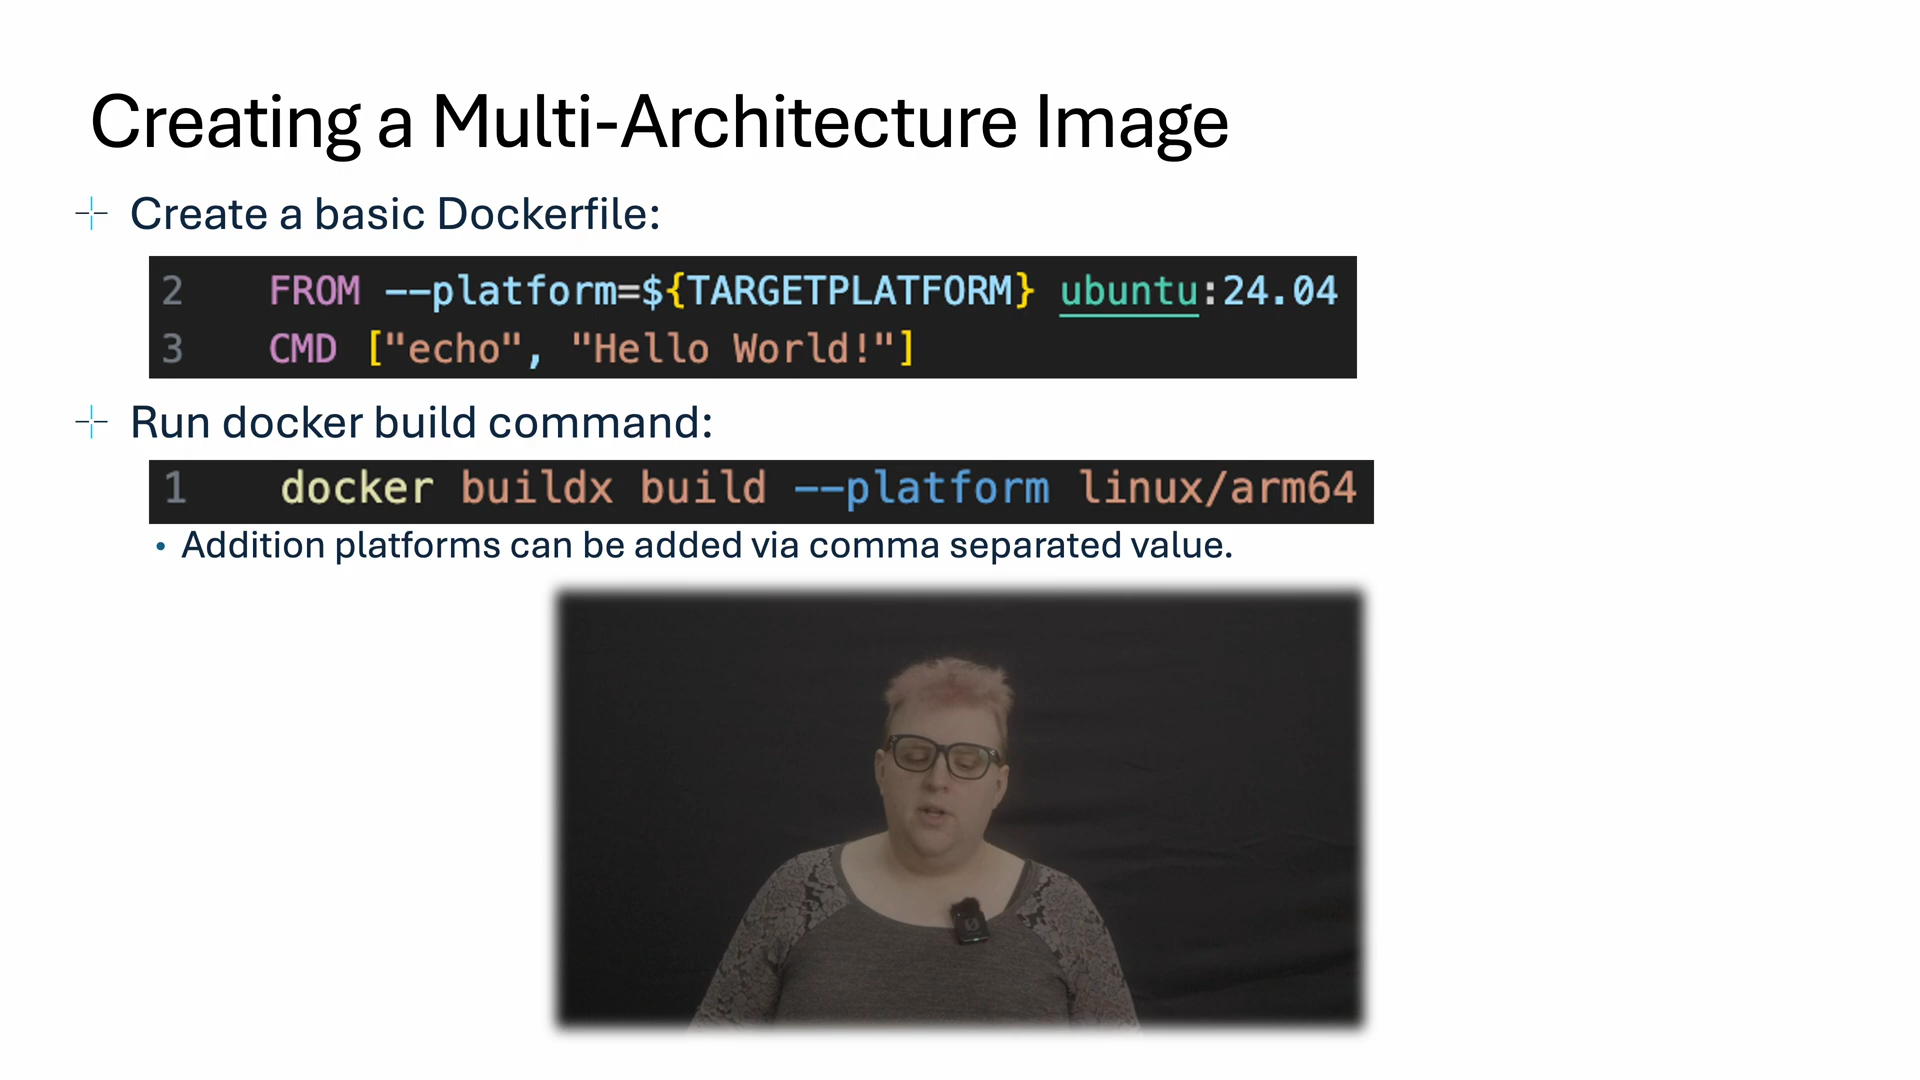 Creating a Multi-Architecture Image
Create a basic Dockerfile:
2 FROM --platform=${TARGETPLATFORM} ubuntu:24.04
3 CMD ["echo", "Hello World!"]
Run docker build command:
1 docker buildx build --platform linux/arm64
• Addition platforms can be added via comma separated value.